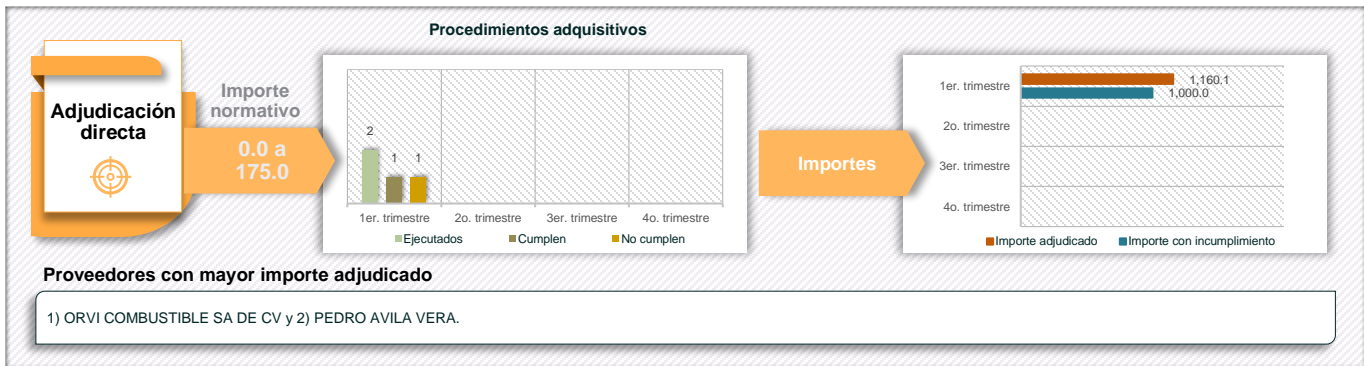 Procedimientos adquisitivos
Adjudicación
directa
Importe
normativo
0.0 a
175.0
2
1
1
1er. trimestre
2o. trimestre
3er. trimestre
4o. trimestre
Ejecutados
Cumplen
No cumplen
Importes
1er. trimestre
1,160.1
1,000.0
2o. trimestre
3er. trimestre
4o. trimestre
Importe adjudicado
Importe con incumplimiento
Proveedores con mayor importe adjudicado
1) ORVI COMBUSTIBLE SA DE CV y 2) PEDRO AVILA VERA.